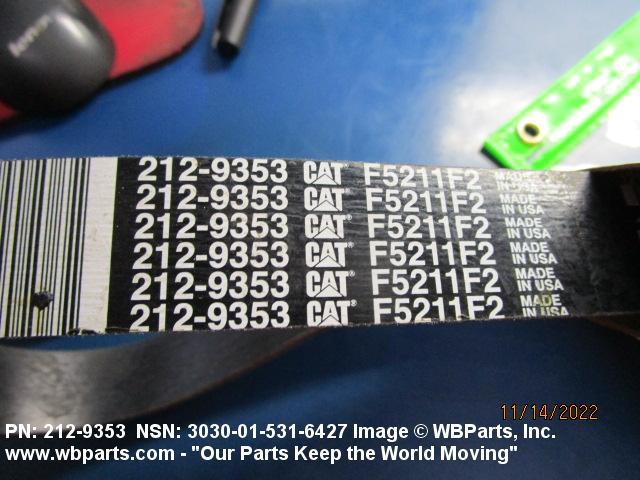 lenovo
212-9353 CAT F5211F2 MADE IN USA
212-9353 CAT® F5211F2 MADE IN USA
212-9353 CAT® F5211F2 MADE IN USA
212-9353 CAT® F5211F2 MADE IN USA
212-9353 CAT® F5211F2 MADE IN USA
212-9353 CAT® F5211F2 MADE IN USA
11/14/2022
PN: 212-9353 NSN: 3030-01-531-6427 Image © WBParts, Inc.
www.wbparts.com - "Our Parts Keep the World Moving"